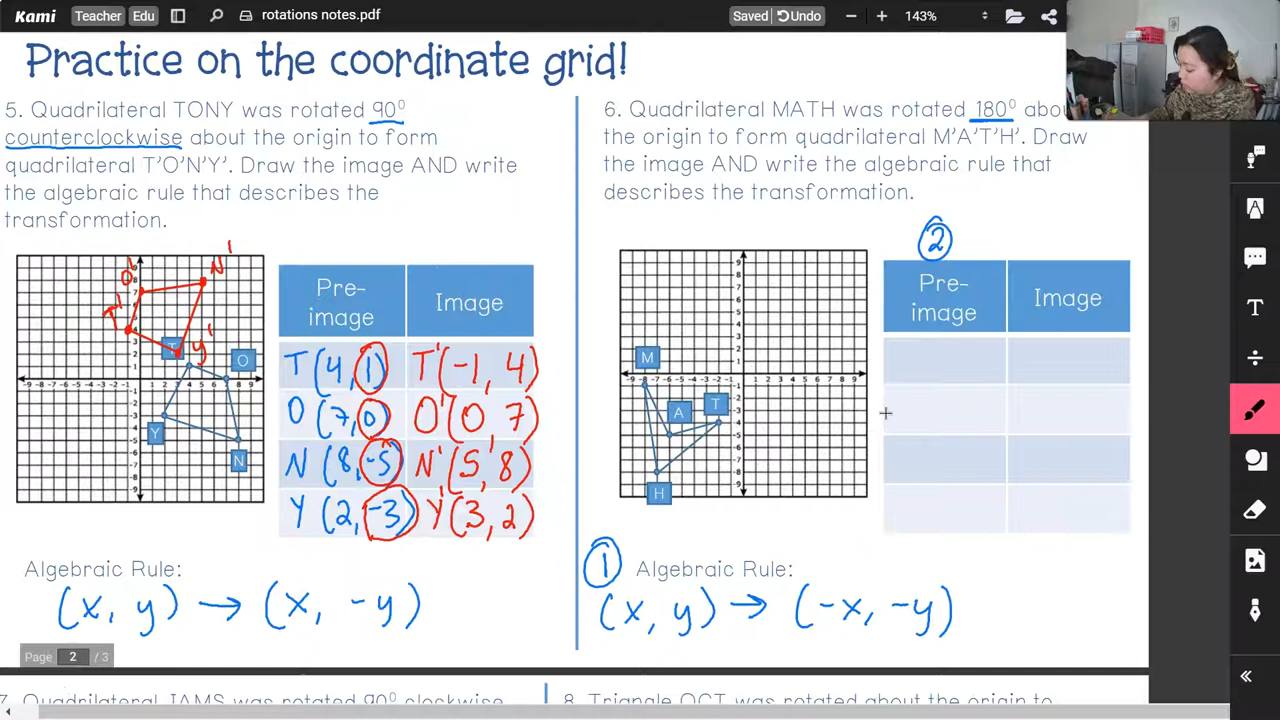 Kami Teacher Edu rotations notes.pdf Saved Undo 143%
Practice on the coordinate grid!
5. Quadrilateral TONY was rotated 90°
counterclockwise about the origin to form
quadrilateral T'O'N'Y'. Draw the image AND write
the algebraic rule that describes the
transformation.
Pre-
image
Image
T(4, 1) T'(-1, 4)
O(7, 0) O'(0, 7)
N(8, -5) N'(5, 8)
Y(2, -3) Y'(3, 2)
O'
N'
T'
Y'
T
O
Y
N
Algebraic Rule:
(x, y) → (x, -y)
6. Quadrilateral MATH was rotated 180° abou
the origin to form quadrilateral M'A'T'H'. Draw
the image AND write the algebraic rule that
describes the transformation.
2
Pre-
image
Image
M
A
T
H
1 Algebraic Rule:
(x, y) → (-x, -y)
Page 2 / 3
7. Quadrilateral JAMS was rotated 90° clockwise
8. Triangle OCT was rotated about the origin to